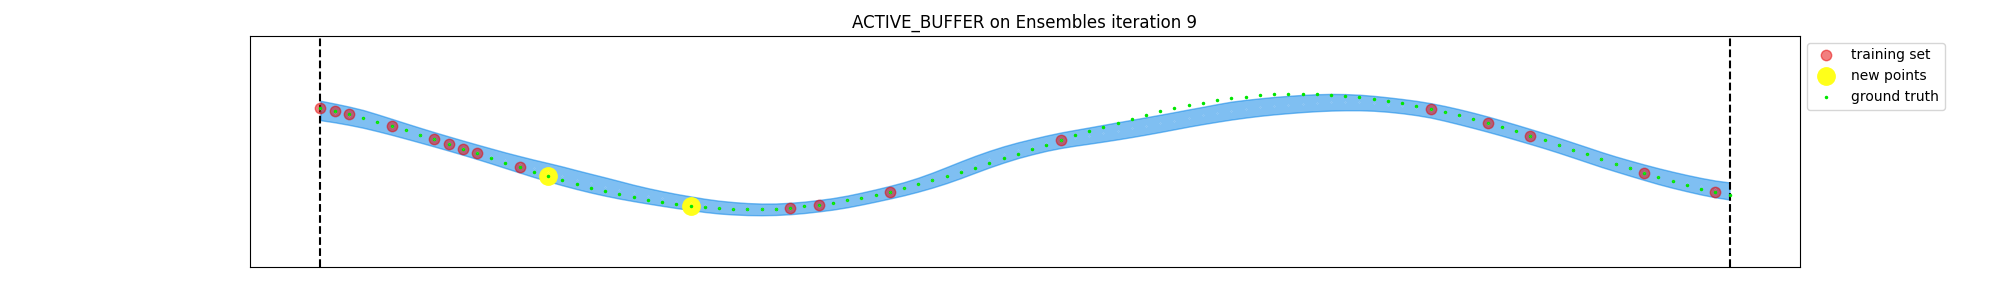 ACTIVE_BUFFER on Ensembles iteration 9
training set
new points
ground truth